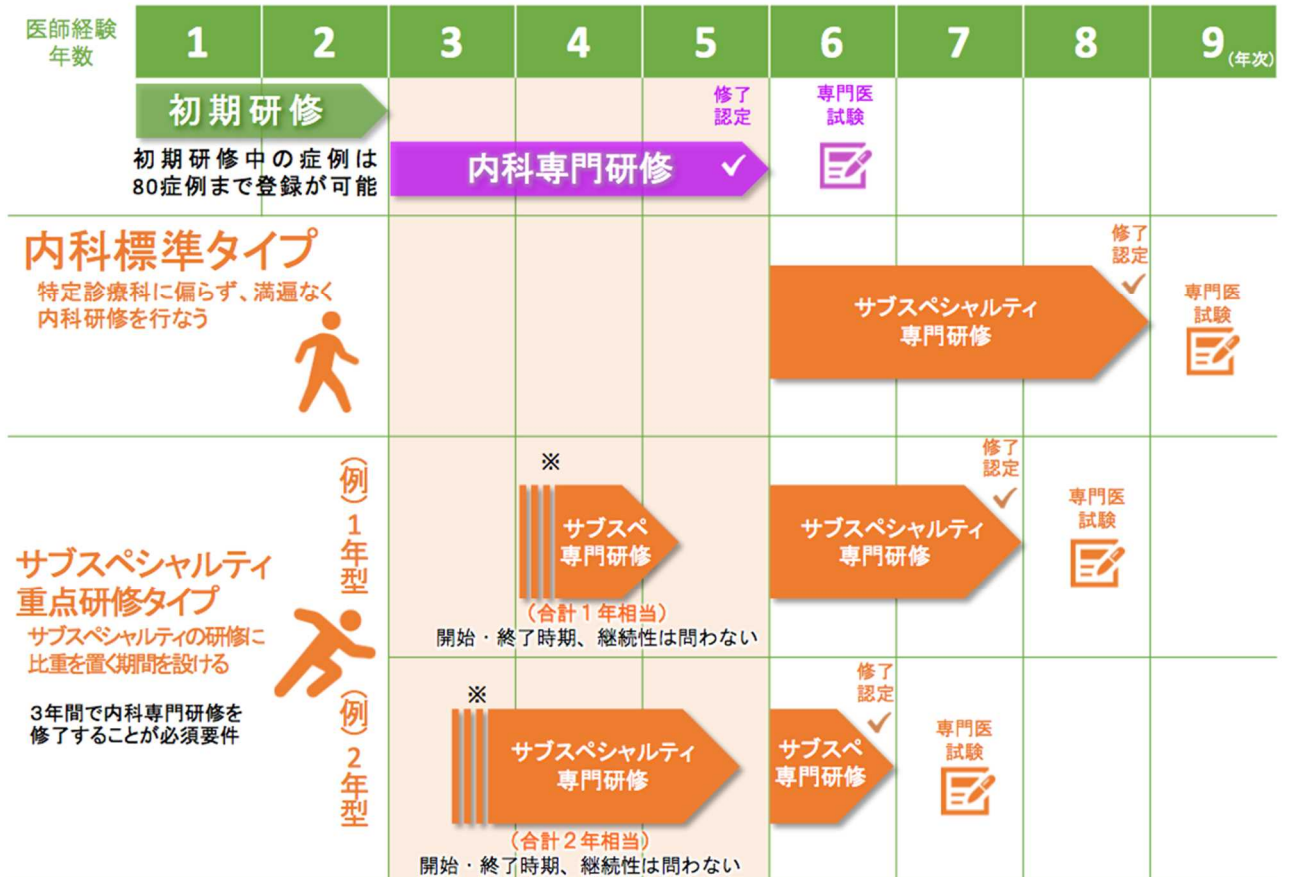 医師経験
年数
1
2
3
4
5
6
7
8
9(年次)
初期研修
初期研修中の症例は
80症例まで登録が可能
内科専門研修
修了
認定
専門医
試験
内科標準タイプ
特定診療科に偏らず、満遍なく
内科研修を行なう
サブスペシャルティ
専門研修
修了
認定
専門医
試験
サブスペシャルティ
重点研修タイプ
サブスペシャルティの研修に
比重を置く期間を設ける
3年間で内科専門研修を
修了することが必須要件
(例)1年型
※
サブスペ
専門研修
(合計1年相当)
開始・終了時期、継続性は問わない
サブスペシャルティ
専門研修
修了
認定
専門医
試験
(例)2年型
※
サブスペシャルティ
専門研修
(合計2年相当)
開始・終了時期、継続性は問わない
サブスペ
専門研修
修了
認定
専門医
試験